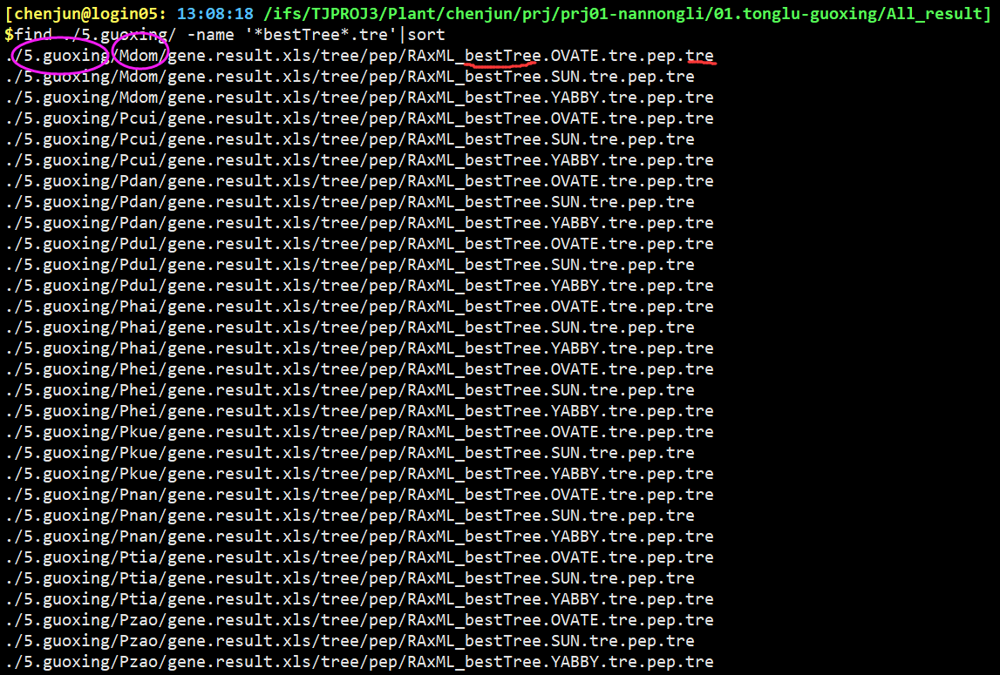 [chenjun@login05: 13:08:18 /ifs/TJPROJ3/Plant/chenjun/prj/prj01-nannongli/01.tonglu-guoxing/All_result]
$find ./5.guoxing/ -name '*bestTree*.tre'|sort
./5.guoxing/Mdom/gene.result.xls/tree/pep/RAxML_bestTree.OVATE.tre.pep.tre
./5.guoxing/Mdom/gene.result.xls/tree/pep/RAxML_bestTree.SUN.tre.pep.tre
./5.guoxing/Mdom/gene.result.xls/tree/pep/RAxML_bestTree.YABBY.tre.pep.tre
./5.guoxing/Pcui/gene.result.xls/tree/pep/RAxML_bestTree.OVATE.tre.pep.tre
./5.guoxing/Pcui/gene.result.xls/tree/pep/RAxML_bestTree.SUN.tre.pep.tre
./5.guoxing/Pcui/gene.result.xls/tree/pep/RAxML_bestTree.YABBY.tre.pep.tre
./5.guoxing/Pdan/gene.result.xls/tree/pep/RAxML_bestTree.OVATE.tre.pep.tre
./5.guoxing/Pdan/gene.result.xls/tree/pep/RAxML_bestTree.SUN.tre.pep.tre
./5.guoxing/Pdan/gene.result.xls/tree/pep/RAxML_bestTree.YABBY.tre.pep.tre
./5.guoxing/Pdul/gene.result.xls/tree/pep/RAxML_bestTree.OVATE.tre.pep.tre
./5.guoxing/Pdul/gene.result.xls/tree/pep/RAxML_bestTree.SUN.tre.pep.tre
./5.guoxing/Pdul/gene.result.xls/tree/pep/RAxML_bestTree.YABBY.tre.pep.tre
./5.guoxing/Phai/gene.result.xls/tree/pep/RAxML_bestTree.OVATE.tre.pep.tre
./5.guoxing/Phai/gene.result.xls/tree/pep/RAxML_bestTree.SUN.tre.pep.tre
./5.guoxing/Phai/gene.result.xls/tree/pep/RAxML_bestTree.YABBY.tre.pep.tre
./5.guoxing/Phei/gene.result.xls/tree/pep/RAxML_bestTree.OVATE.tre.pep.tre
./5.guoxing/Phei/gene.result.xls/tree/pep/RAxML_bestTree.SUN.tre.pep.tre
./5.guoxing/Phei/gene.result.xls/tree/pep/RAxML_bestTree.YABBY.tre.pep.tre
./5.guoxing/Pkue/gene.result.xls/tree/pep/RAxML_bestTree.OVATE.tre.pep.tre
./5.guoxing/Pkue/gene.result.xls/tree/pep/RAxML_bestTree.SUN.tre.pep.tre
./5.guoxing/Pkue/gene.result.xls/tree/pep/RAxML_bestTree.YABBY.tre.pep.tre
./5.guoxing/Pnan/gene.result.xls/tree/pep/RAxML_bestTree.OVATE.tre.pep.tre
./5.guoxing/Pnan/gene.result.xls/tree/pep/RAxML_bestTree.SUN.tre.pep.tre
./5.guoxing/Pnan/gene.result.xls/tree/pep/RAxML_bestTree.YABBY.tre.pep.tre
./5.guoxing/Ptia/gene.result.xls/tree/pep/RAxML_bestTree.OVATE.tre.pep.tre
./5.guoxing/Ptia/gene.result.xls/tree/pep/RAxML_bestTree.SUN.tre.pep.tre
./5.guoxing/Ptia/gene.result.xls/tree/pep/RAxML_bestTree.YABBY.tre.pep.tre
./5.guoxing/Pzao/gene.result.xls/tree/pep/RAxML_bestTree.OVATE.tre.pep.tre
./5.guoxing/Pzao/gene.result.xls/tree/pep/RAxML_bestTree.SUN.tre.pep.tre
./5.guoxing/Pzao/gene.result.xls/tree/pep/RAxML_bestTree.YABBY.tre.pep.tre